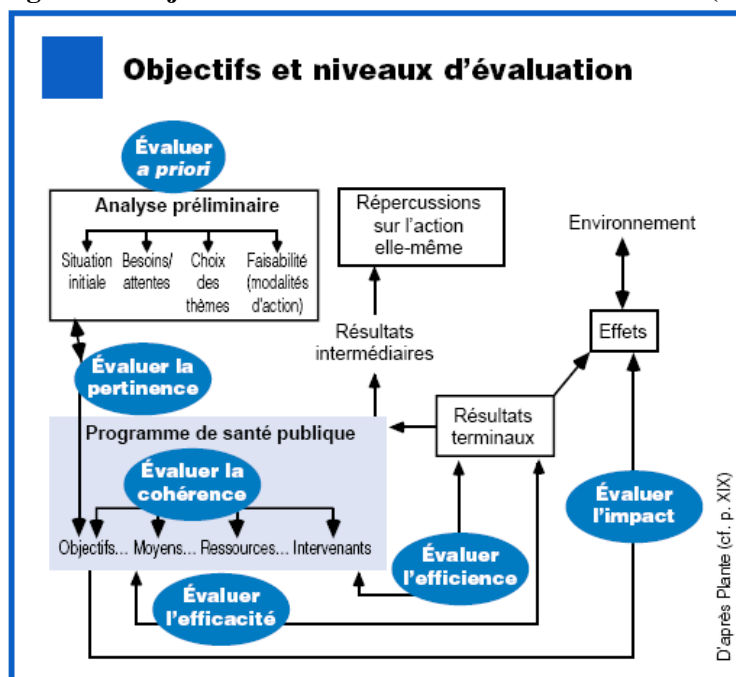 Objectifs et niveaux d'évaluation
Évaluer
a priori
Analyse préliminaire
Situation
initiale
Besoins/
attentes
Choix
des
thèmes
Faisabilité
(modalités
d'action)
Répercussions
sur l'action
elle-même
Environnement
Résultats
intermédiaires
Effets
Évaluer la
pertinence
Programme de santé publique
Résultats
terminaux
Évaluer la
cohérence
Objectifs... Moyens... Ressources... Intervenants
Évaluer
l'impact
Évaluer
l'efficience
Évaluer
l'efficacité
D'après Plante (cf. p. XIX)